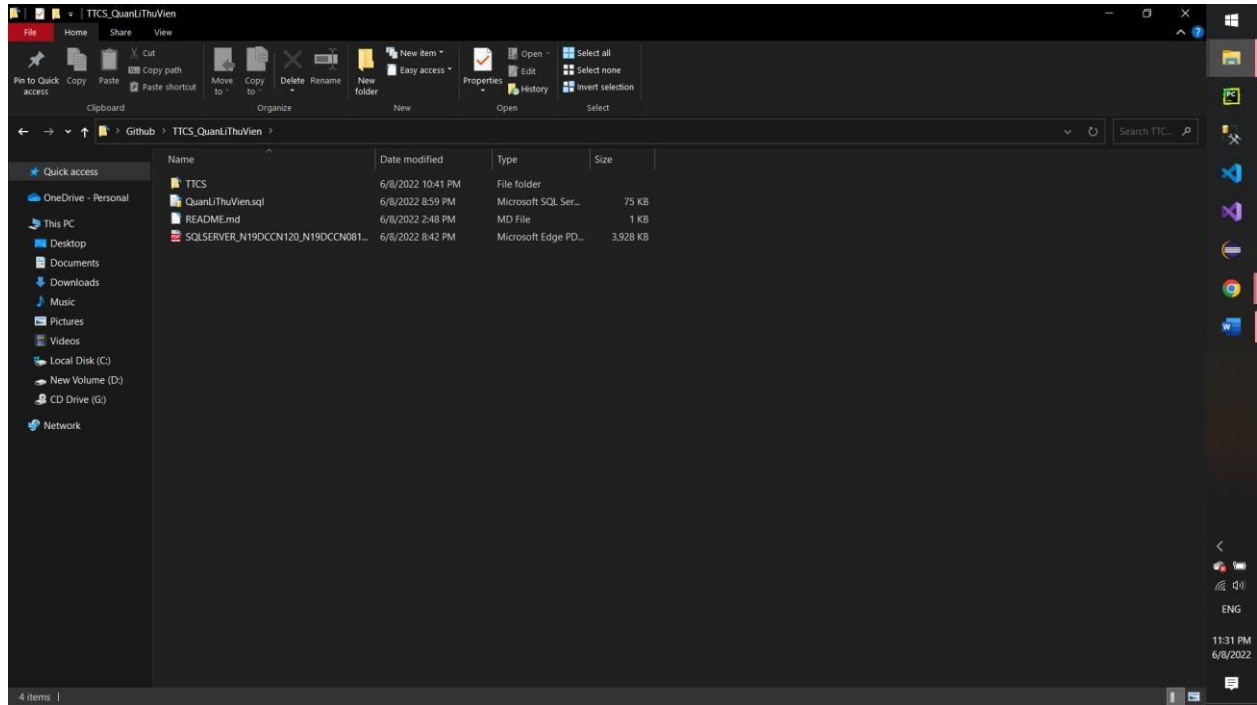 TTCS_QuanLiThuVien
File Home Share View
Pin to Quick access
Copy
Paste
Cut
Copy path
Paste shortcut
Move to
Copy to
Delete
Rename
New folder
New item
Easy access
Properties
Open
Edit
History
Select all
Select none
Invert selection
Clipboard Organize New Open Select
Github > TTCS_QuanLiThuVien >
Search TTC...
Name Date modified Type Size
Quick access
OneDrive - Personal
This PC
Desktop
Documents
Downloads
Music
Pictures
Videos
Local Disk (C:)
New Volume (D:)
CD Drive (G:)
Network
TTCS 6/8/2022 10:41 PM File folder
QuanLiThuVien.sql 6/8/2022 8:59 PM Microsoft SQL Ser... 75 KB
README.md 6/8/2022 2:48 PM MD File 1 KB
SQLSERVER_N19DCCN120_N19DCCN081... 6/8/2022 8:42 PM Microsoft Edge PD... 3,928 KB
4 items
PC
W
ENG
11:31 PM
6/8/2022